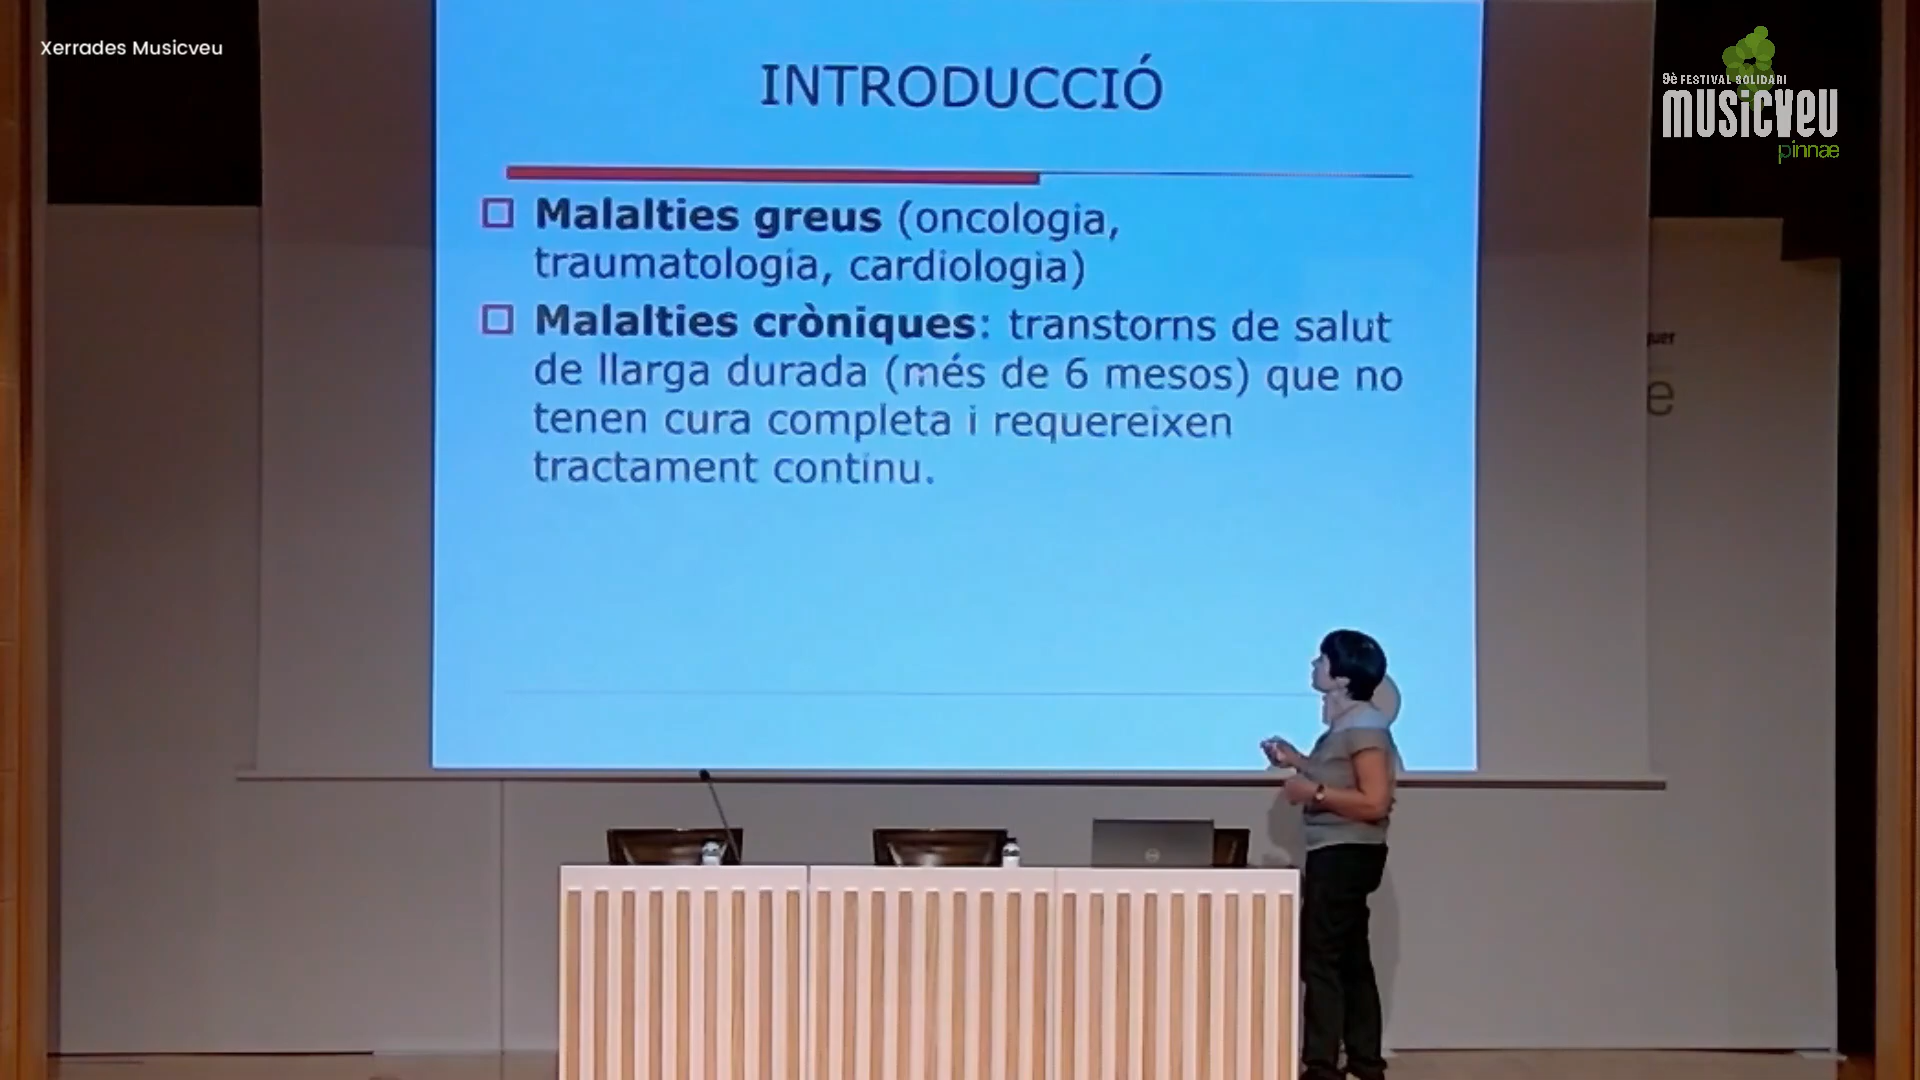 Xerrades Musicveu
9è FESTIVAL SOLIDARI
musicveu
pinnae
INTRODUCCIÓ
Malalties greus (oncologia,
traumatologia, cardiologia)
Malalties cròniques: transtorns de salut
de llarga durada (més de 6 mesos) que no
tenen cura completa i requereixen
tractament continu.